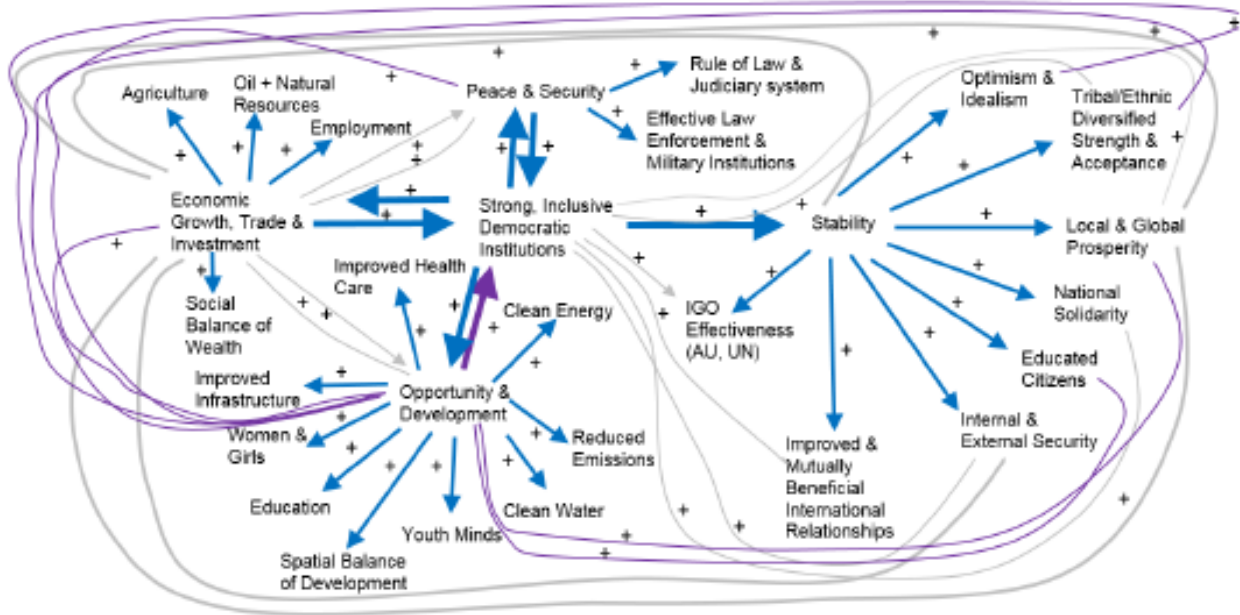 Agriculture
Oil + Natural
Resources
Employment
Peace & Security
Rule of Law &
Judiciary system
Effective Law
Enforcement &
Military Institutions
Optimism &
Idealism
Tribal/Ethnic
Diversified
Strength &
Acceptance
Economic
Growth, Trade &
Investment
Strong, Inclusive
Democratic
Institutions
Stability
Local & Global
Prosperity
Improved Health
Care
Social
Balance of
Wealth
Clean Energy
IGO
Effectiveness
(AU, UN)
National
Solidarity
Educated
Citizens
Improved
Infrastructure
Opportunity &
Development
Women &
Girls
Reduced
Emissions
Internal &
External Security
Improved &
Mutually
Beneficial
International
Relationships
Education
Youth Minds
Clean Water
Spatial Balance
of Development